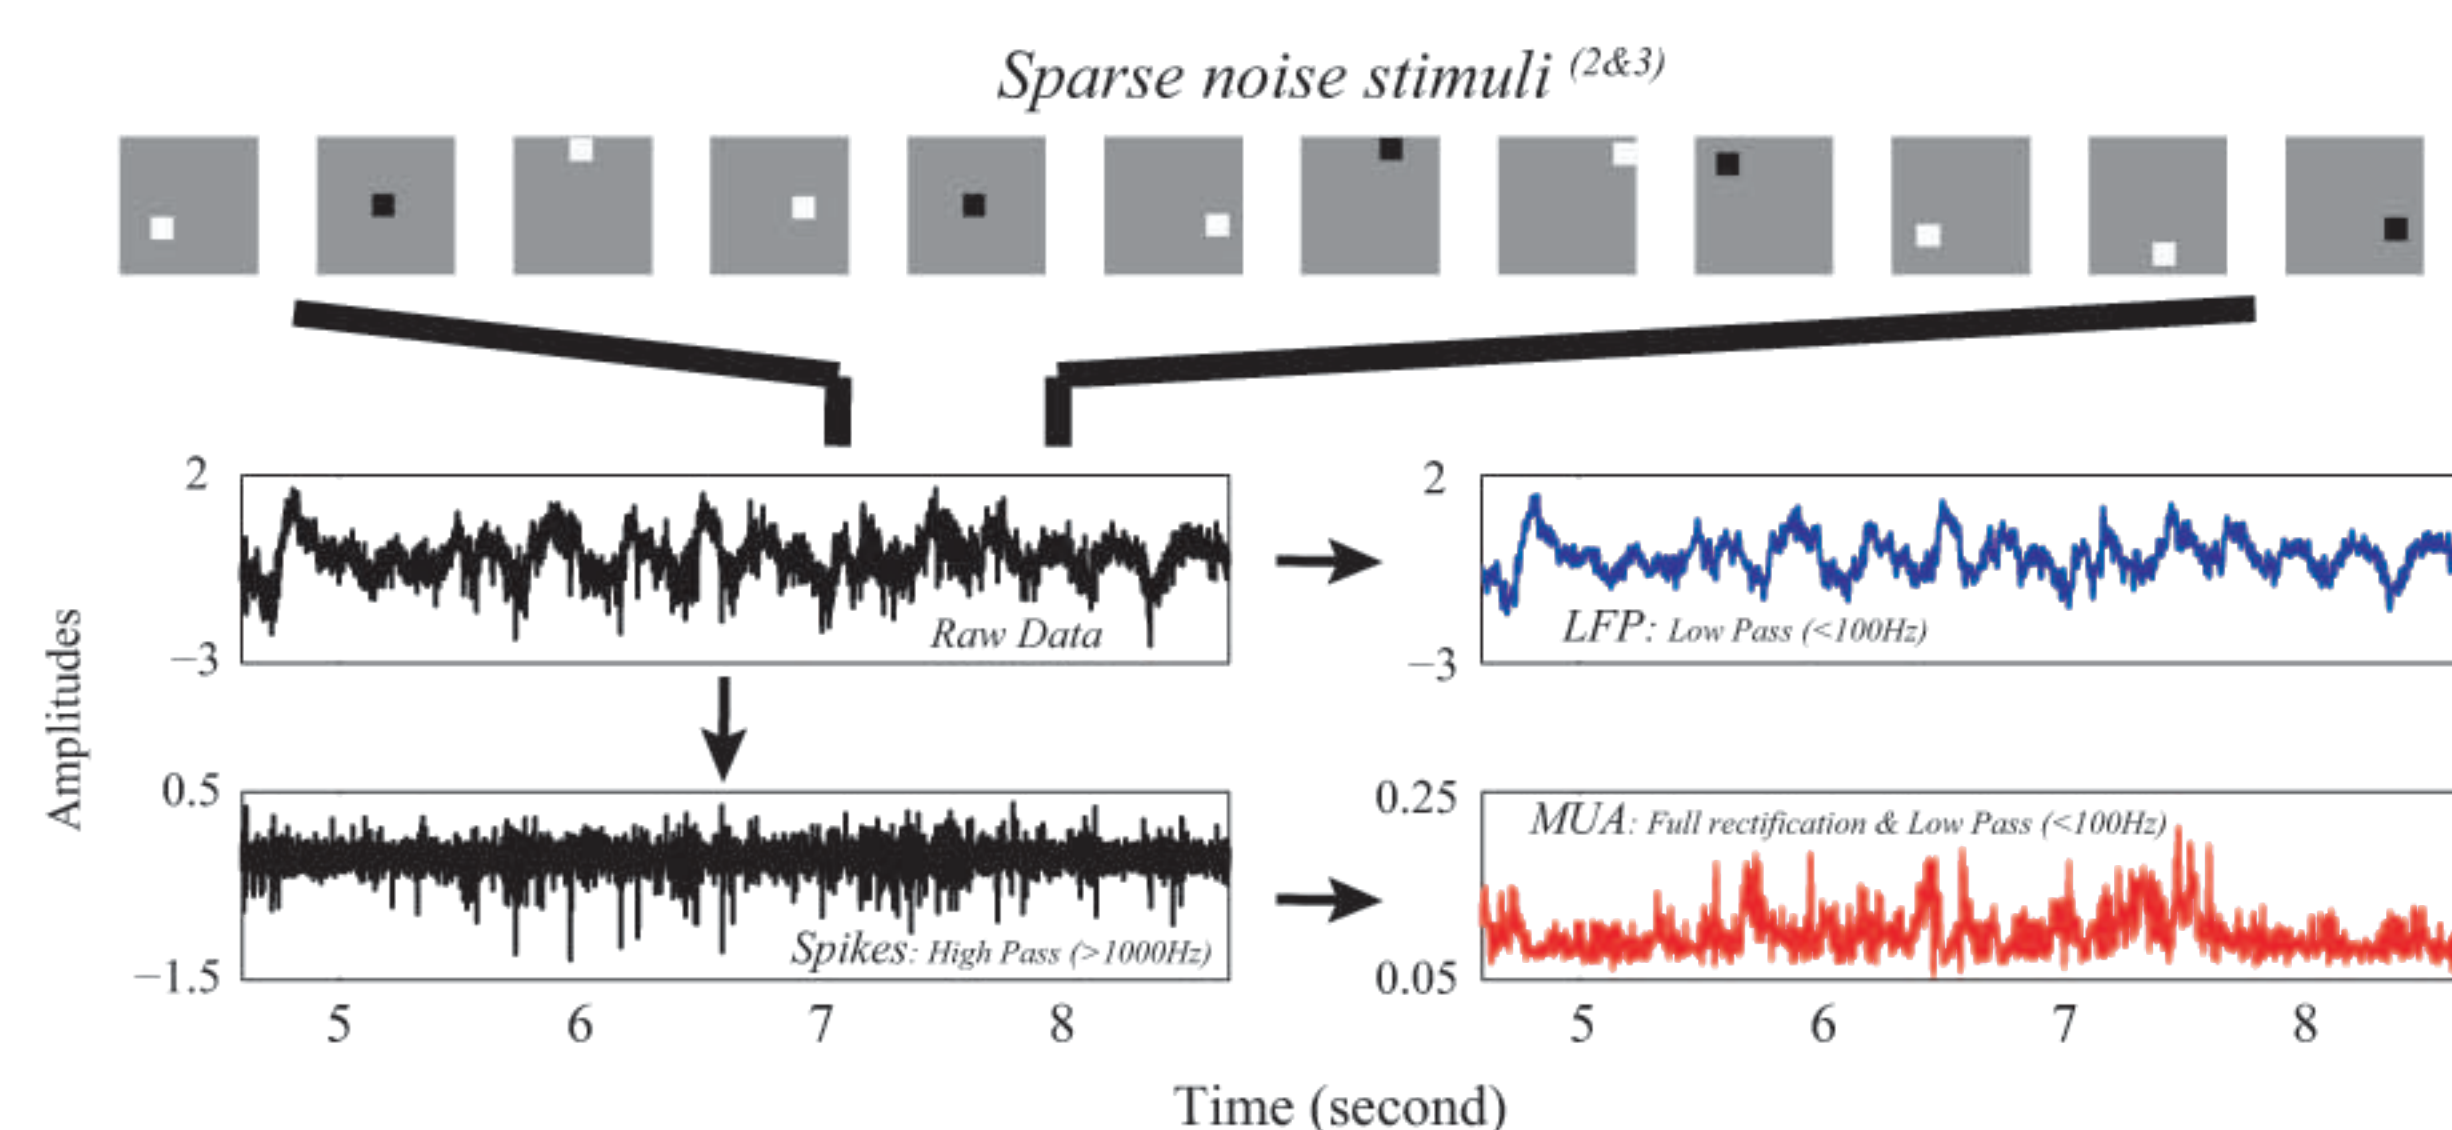 Sparse noise stimuli (2&3)
2
−3
Raw Data
2
−3
LFP: Low Pass (<100Hz)
Amplitudes
0.5
−1.5
Spikes: High Pass (>1000Hz)
0.25
0.05
MUA: Full rectification & Low Pass (<100Hz)
5 6 7 8
5 6 7 8
Time (second)